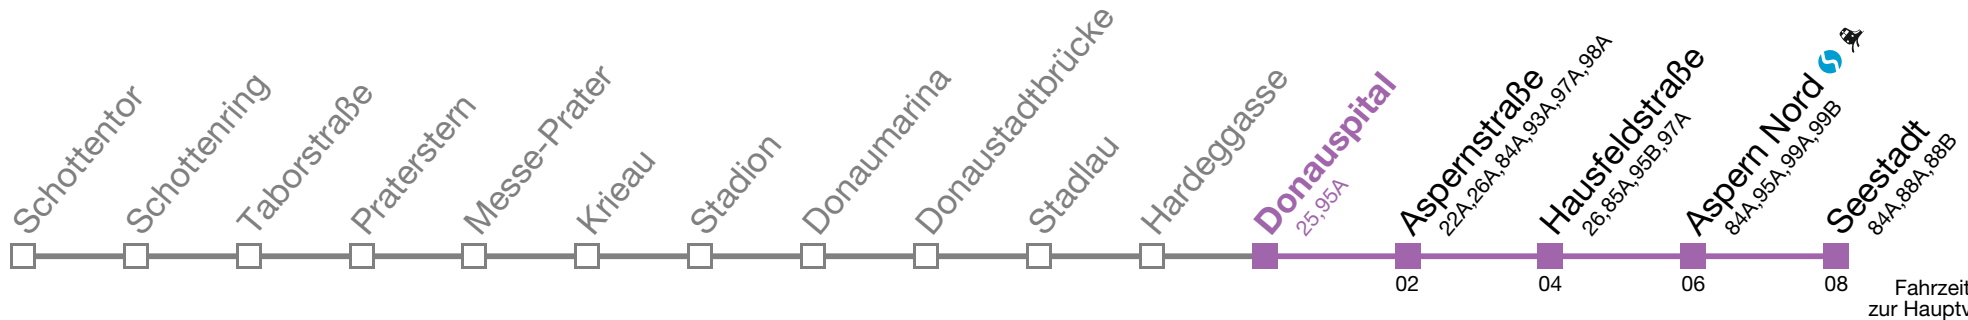 Schottentor
Schottenring
Taborstraße
Praterstern
Messe-Prater
Krieau
Stadion
Donaumarina
Donaustadtbrücke
Stadlau
Hardeggasse
Donauspital
25,95A
Aspernstraße
22A,26A,84A,93A,97A,98A
Hausfeldstraße
26,85A,95B,97A
Aspern Nord
84A,95A,99A,99B
Seestadt
84A,88A,88B
02
04
06
08
Fahrzeit
zur Hauptv